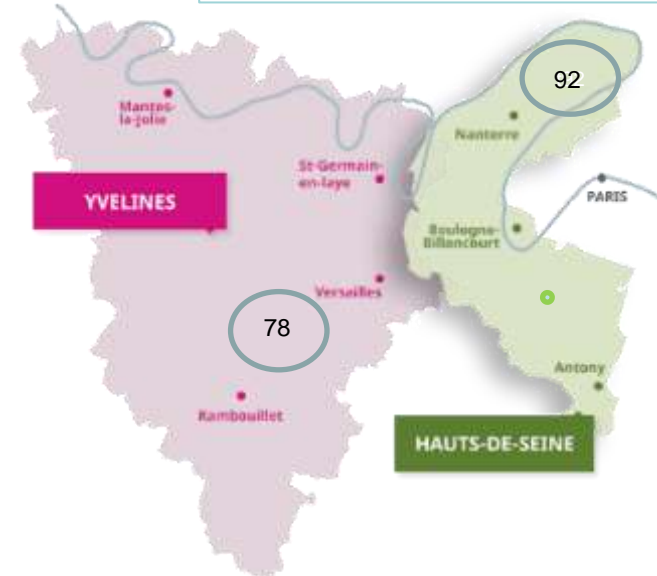 92
Mantes-
la-Jolie
Nanterre
St-Germain-
en-laye
YVELINES
PARIS
Boulogne-
Billancourt
Versailles
78
Antony
Rambouillet
HAUTS-DE-SEINE